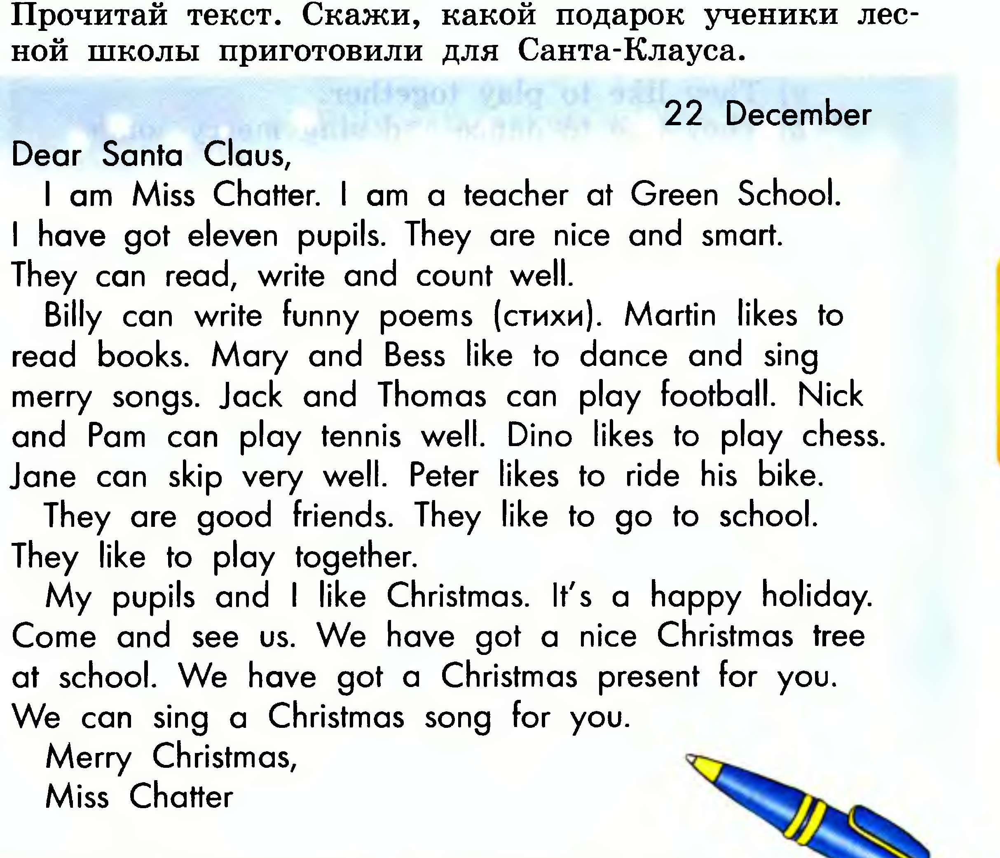 Прочитай текст. Скажи, какой подарок ученики лес-
ной школы приготовили для Санта-Клауса.
22 December
Dear Santa Claus,
I am Miss Chatter. I am a teacher at Green School.
I have got eleven pupils. They are nice and smart.
They can read, write and count well.
Billy can write funny poems (стихи). Martin likes to
read books. Mary and Bess like to dance and sing
merry songs. Jack and Thomas can play football. Nick
and Pam can play tennis well. Dino likes to play chess.
Jane can skip very well. Peter likes to ride his bike.
They are good friends. They like to go to school.
They like to play together.
My pupils and I like Christmas. It's a happy holiday.
Come and see us. We have got a nice Christmas tree
at school. We have got a Christmas present for you.
We can sing a Christmas song for you.
Merry Christmas,
Miss Chatter